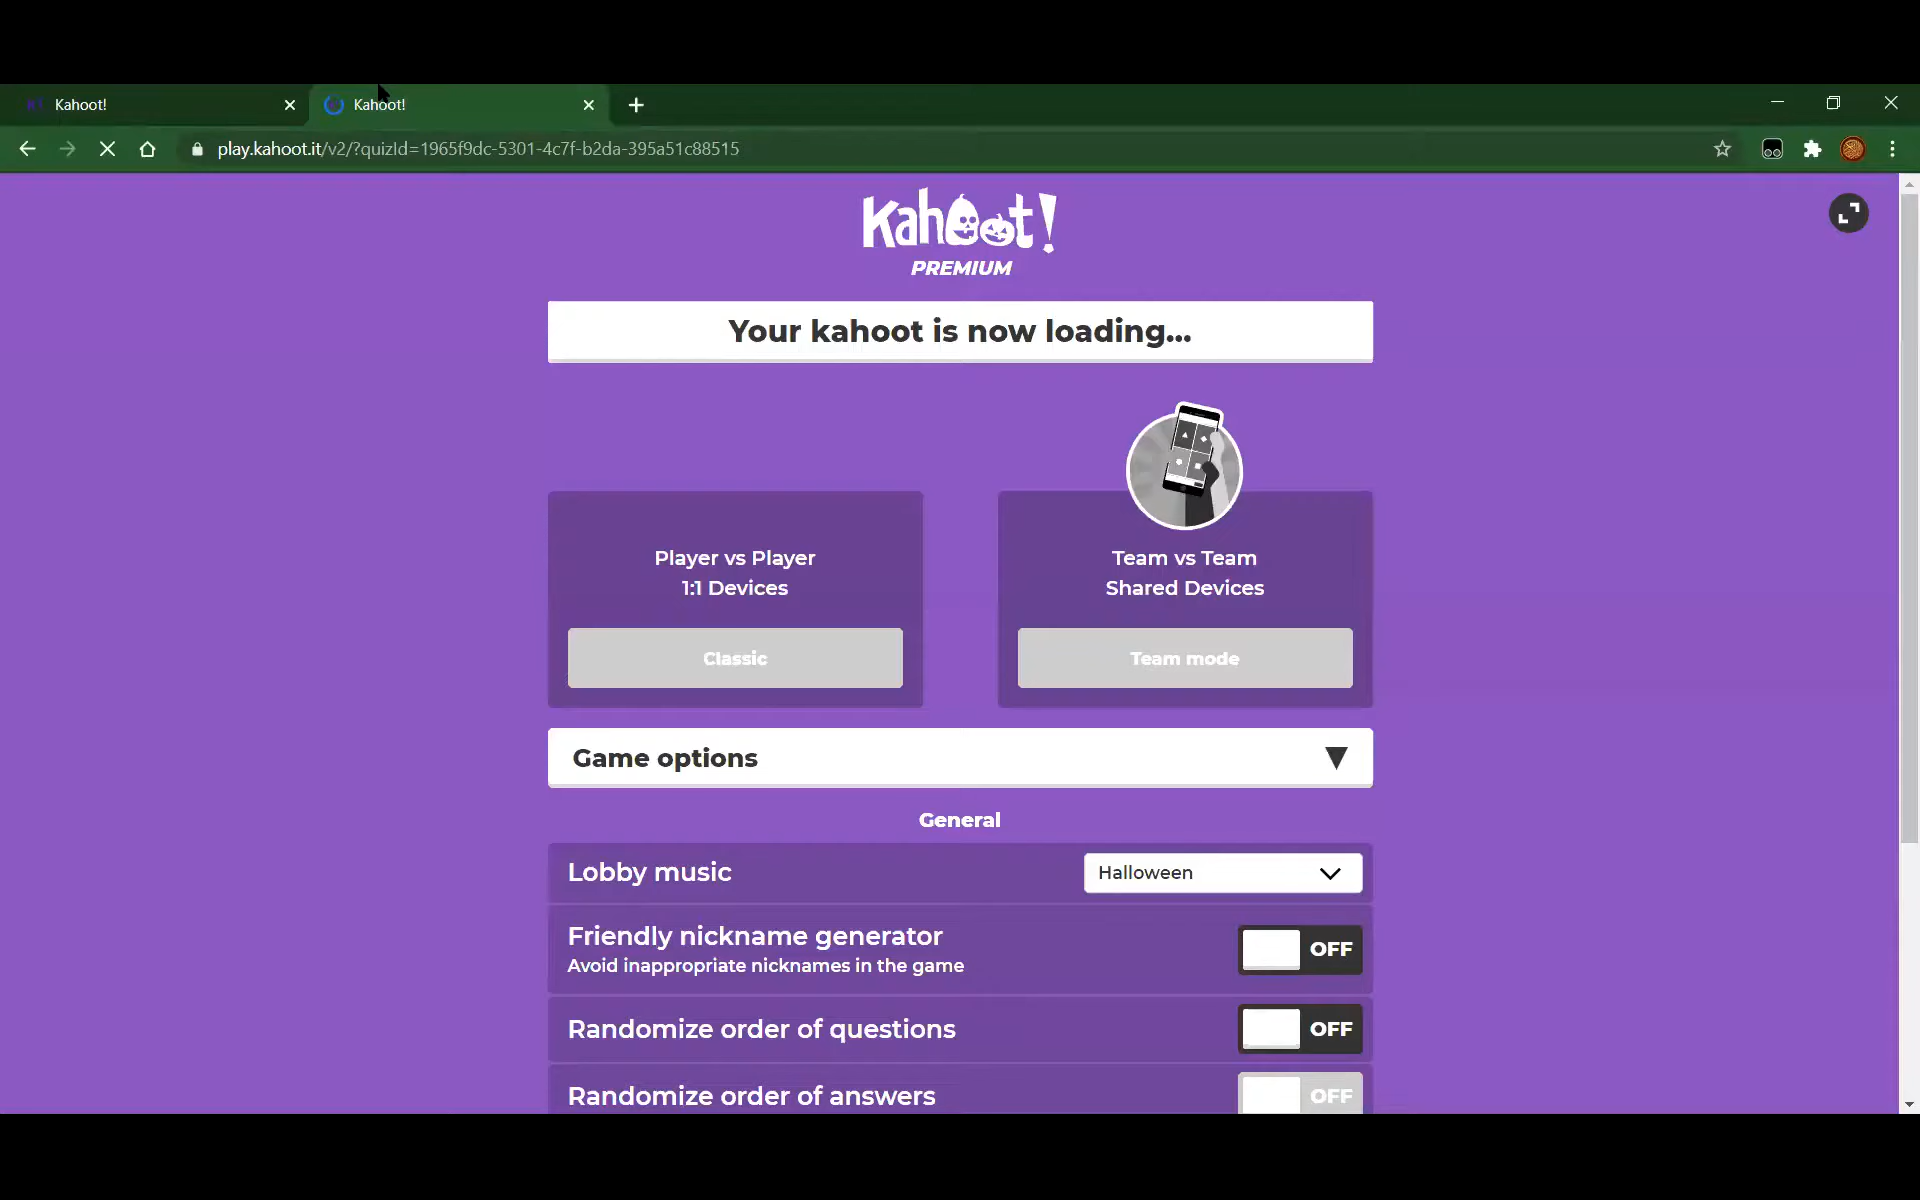 Kahoot!
Kahoot!
play.kahoot.it/v2/?quizId=1965f9dc-5301-4c7f-b2da-395a51c88515
Kahoot!
PREMIUM
Your kahoot is now loading...
Player vs Player
1:1 Devices
Classic
Team vs Team
Shared Devices
Team mode
Game options
General
Lobby music
Halloween
Friendly nickname generator
Avoid inappropriate nicknames in the game
OFF
Randomize order of questions
OFF
Randomize order of answers
OFF